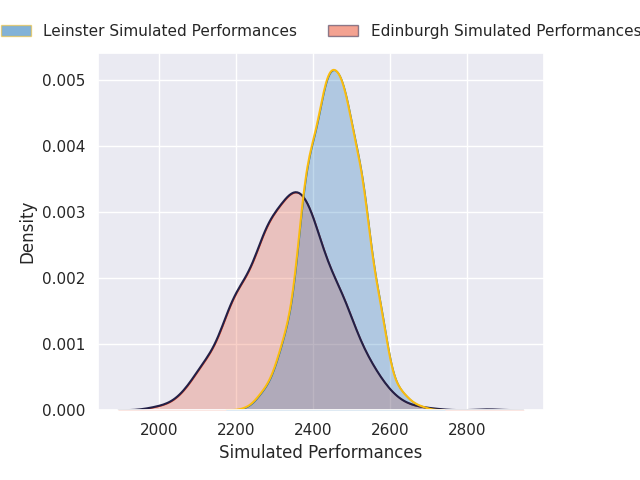 Leinster Simulated Performances Edinburgh Simulated Performances
0.005
0.004
0.003
0.002
0.001
0.000
Density
2000 2200 2400 2600 2800
Simulated Performances